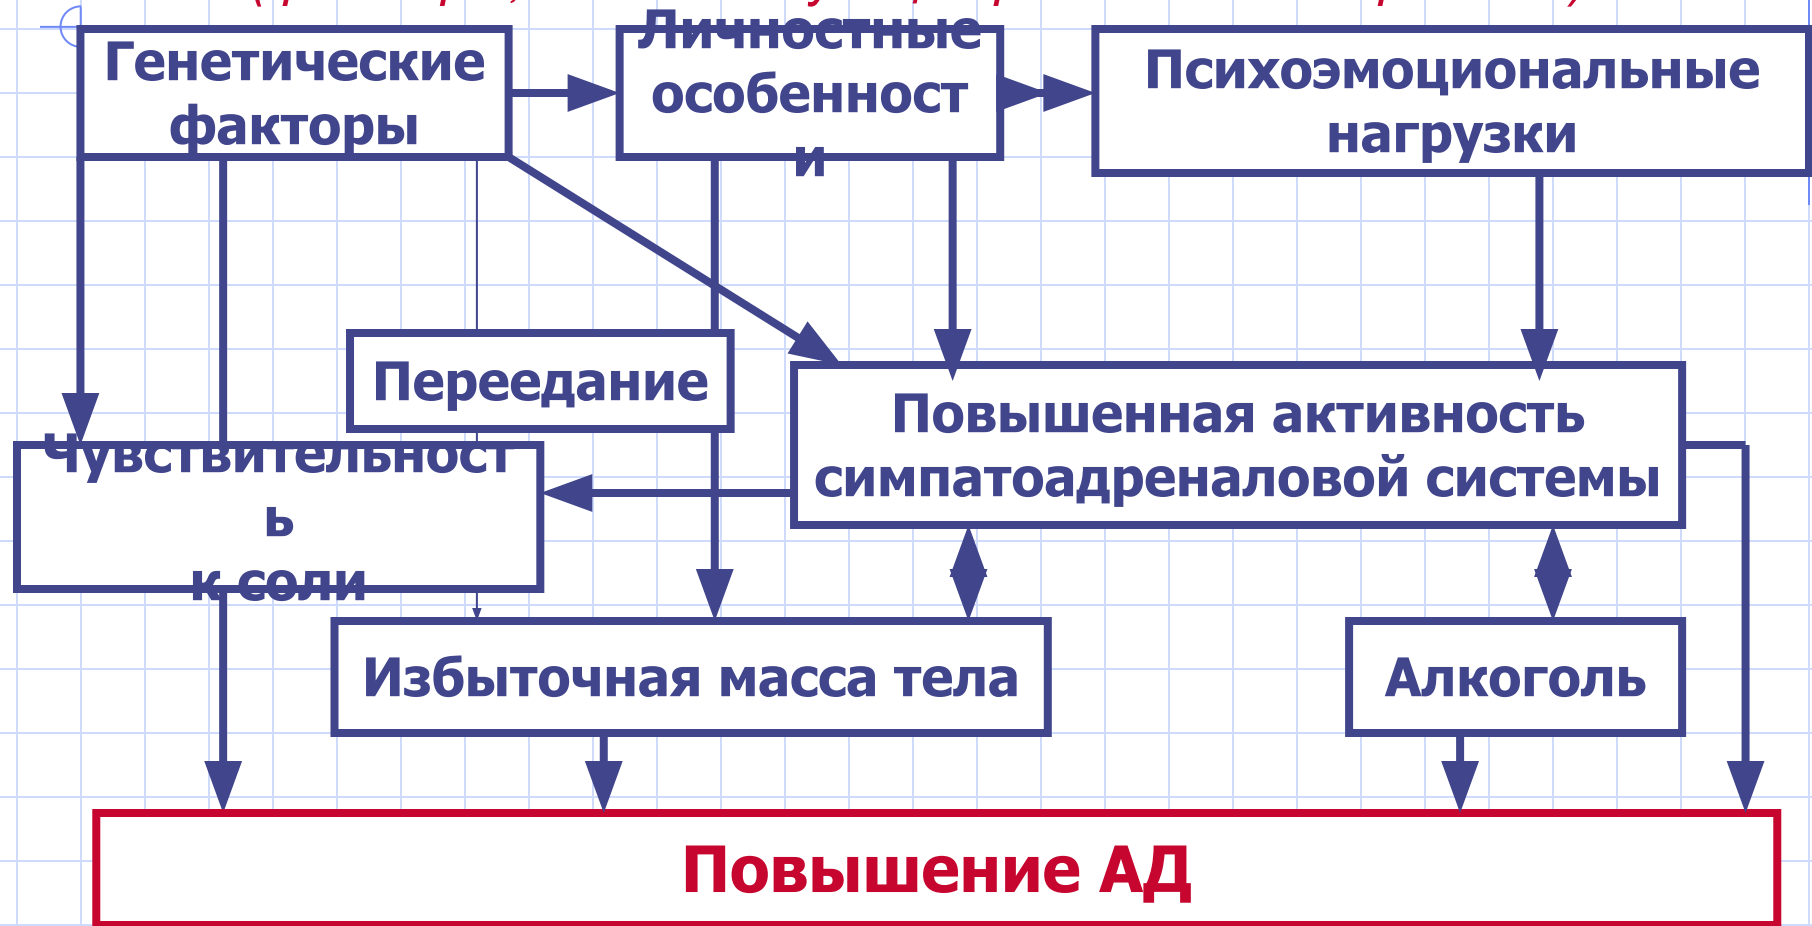 Генетические
факторы
Личностные
особенност
и
Психоэмоциональные
нагрузки
Переедание
Повышенная активность
симпатоадреналовой системы
Чувствительност
ь
к соли
Избыточная масса тела
Алкоголь
Повышение АД